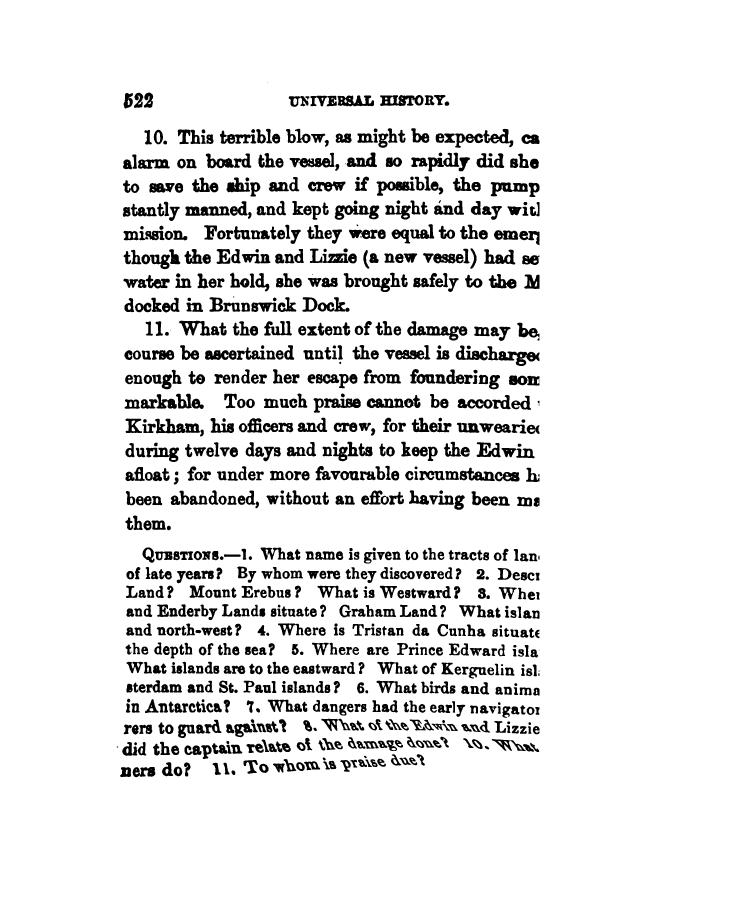 522 UNIVERSAL HISTORY.
10. This terrible blow, as might be expected, ca
alarm on board the vessel, and so rapidly did she
to save the ship and crew if possible, the pump
stantly manned, and kept going night and day wit
mission. Fortunately they were equal to the emer
though the Edwin and Lizzie (a new vessel) had se
water in her hold, she was brought safely to the M
docked in Brunswick Dock.
11. What the full extent of the damage may be,
course be ascertained until the vessel is discharge
enough to render her escape from foundering som
markable. Too much praise cannot be accorded
Kirkham, his officers and crew, for their unwearie
during twelve days and nights to keep the Edwin
afloat; for under more favourable circumstances h
been abandoned, without an effort having been ma
them.
QUESTIONS.—1. What name is given to the tracts of lan
of late years? By whom were they discovered? 2. Desc
Land? Mount Erebus? What is Westward? 3. Whe
and Enderby Lands situate? Graham Land? What islan
and north-west? 4. Where is Tristan da Cunha situate
the depth of the sea? 5. Where are Prince Edward isla
What islands are to the eastward? What of Kerguelin isl
sterdam and St. Paul islands? 6. What birds and anima
in Antarctica? 7. What dangers had the early navigator
rers to guard against? 8. What of the Edwin and Lizzie
did the captain relate of the damage done? 10. What
ners do? 11. To whom is praise due?